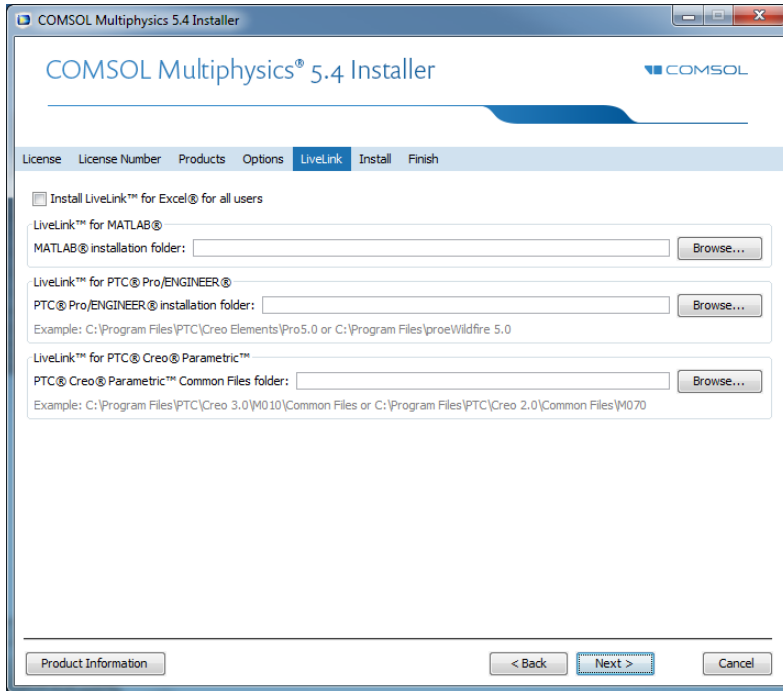 COMSOL Multiphysics 5.4 Installer
COMSOL Multiphysics® 5.4 Installer
COMSOL
License License Number Products Options LiveLink Install Finish
Install LiveLink™ for Excel® for all users
LiveLink™ for MATLAB®
MATLAB® installation folder: Browse...
LiveLink™ for PTC® Pro/ENGINEER®
PTC® Pro/ENGINEER® installation folder: Browse...
Example: C:\Program Files\PTC\Creo Elements\Pro5.0 or C:\Program Files\proeWildfire 5.0
LiveLink™ for PTC® Creo® Parametric™
PTC® Creo® Parametric™ Common Files folder: Browse...
Example: C:\Program Files\PTC\Creo 3.0\M010\Common Files or C:\Program Files\PTC\Creo 2.0\Common Files\M070
Product Information < Back Next > Cancel